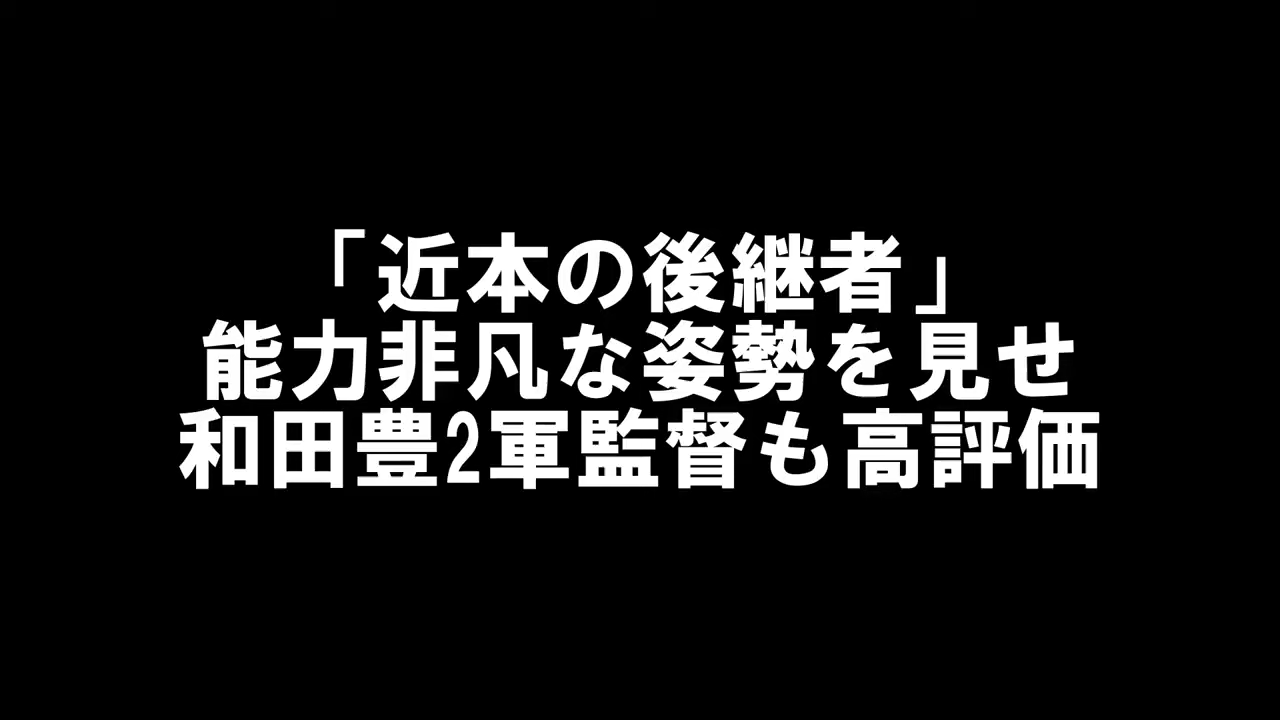 「近本の後継者」
能力非凡な姿勢を見せ
和田豊2軍監督も高評価